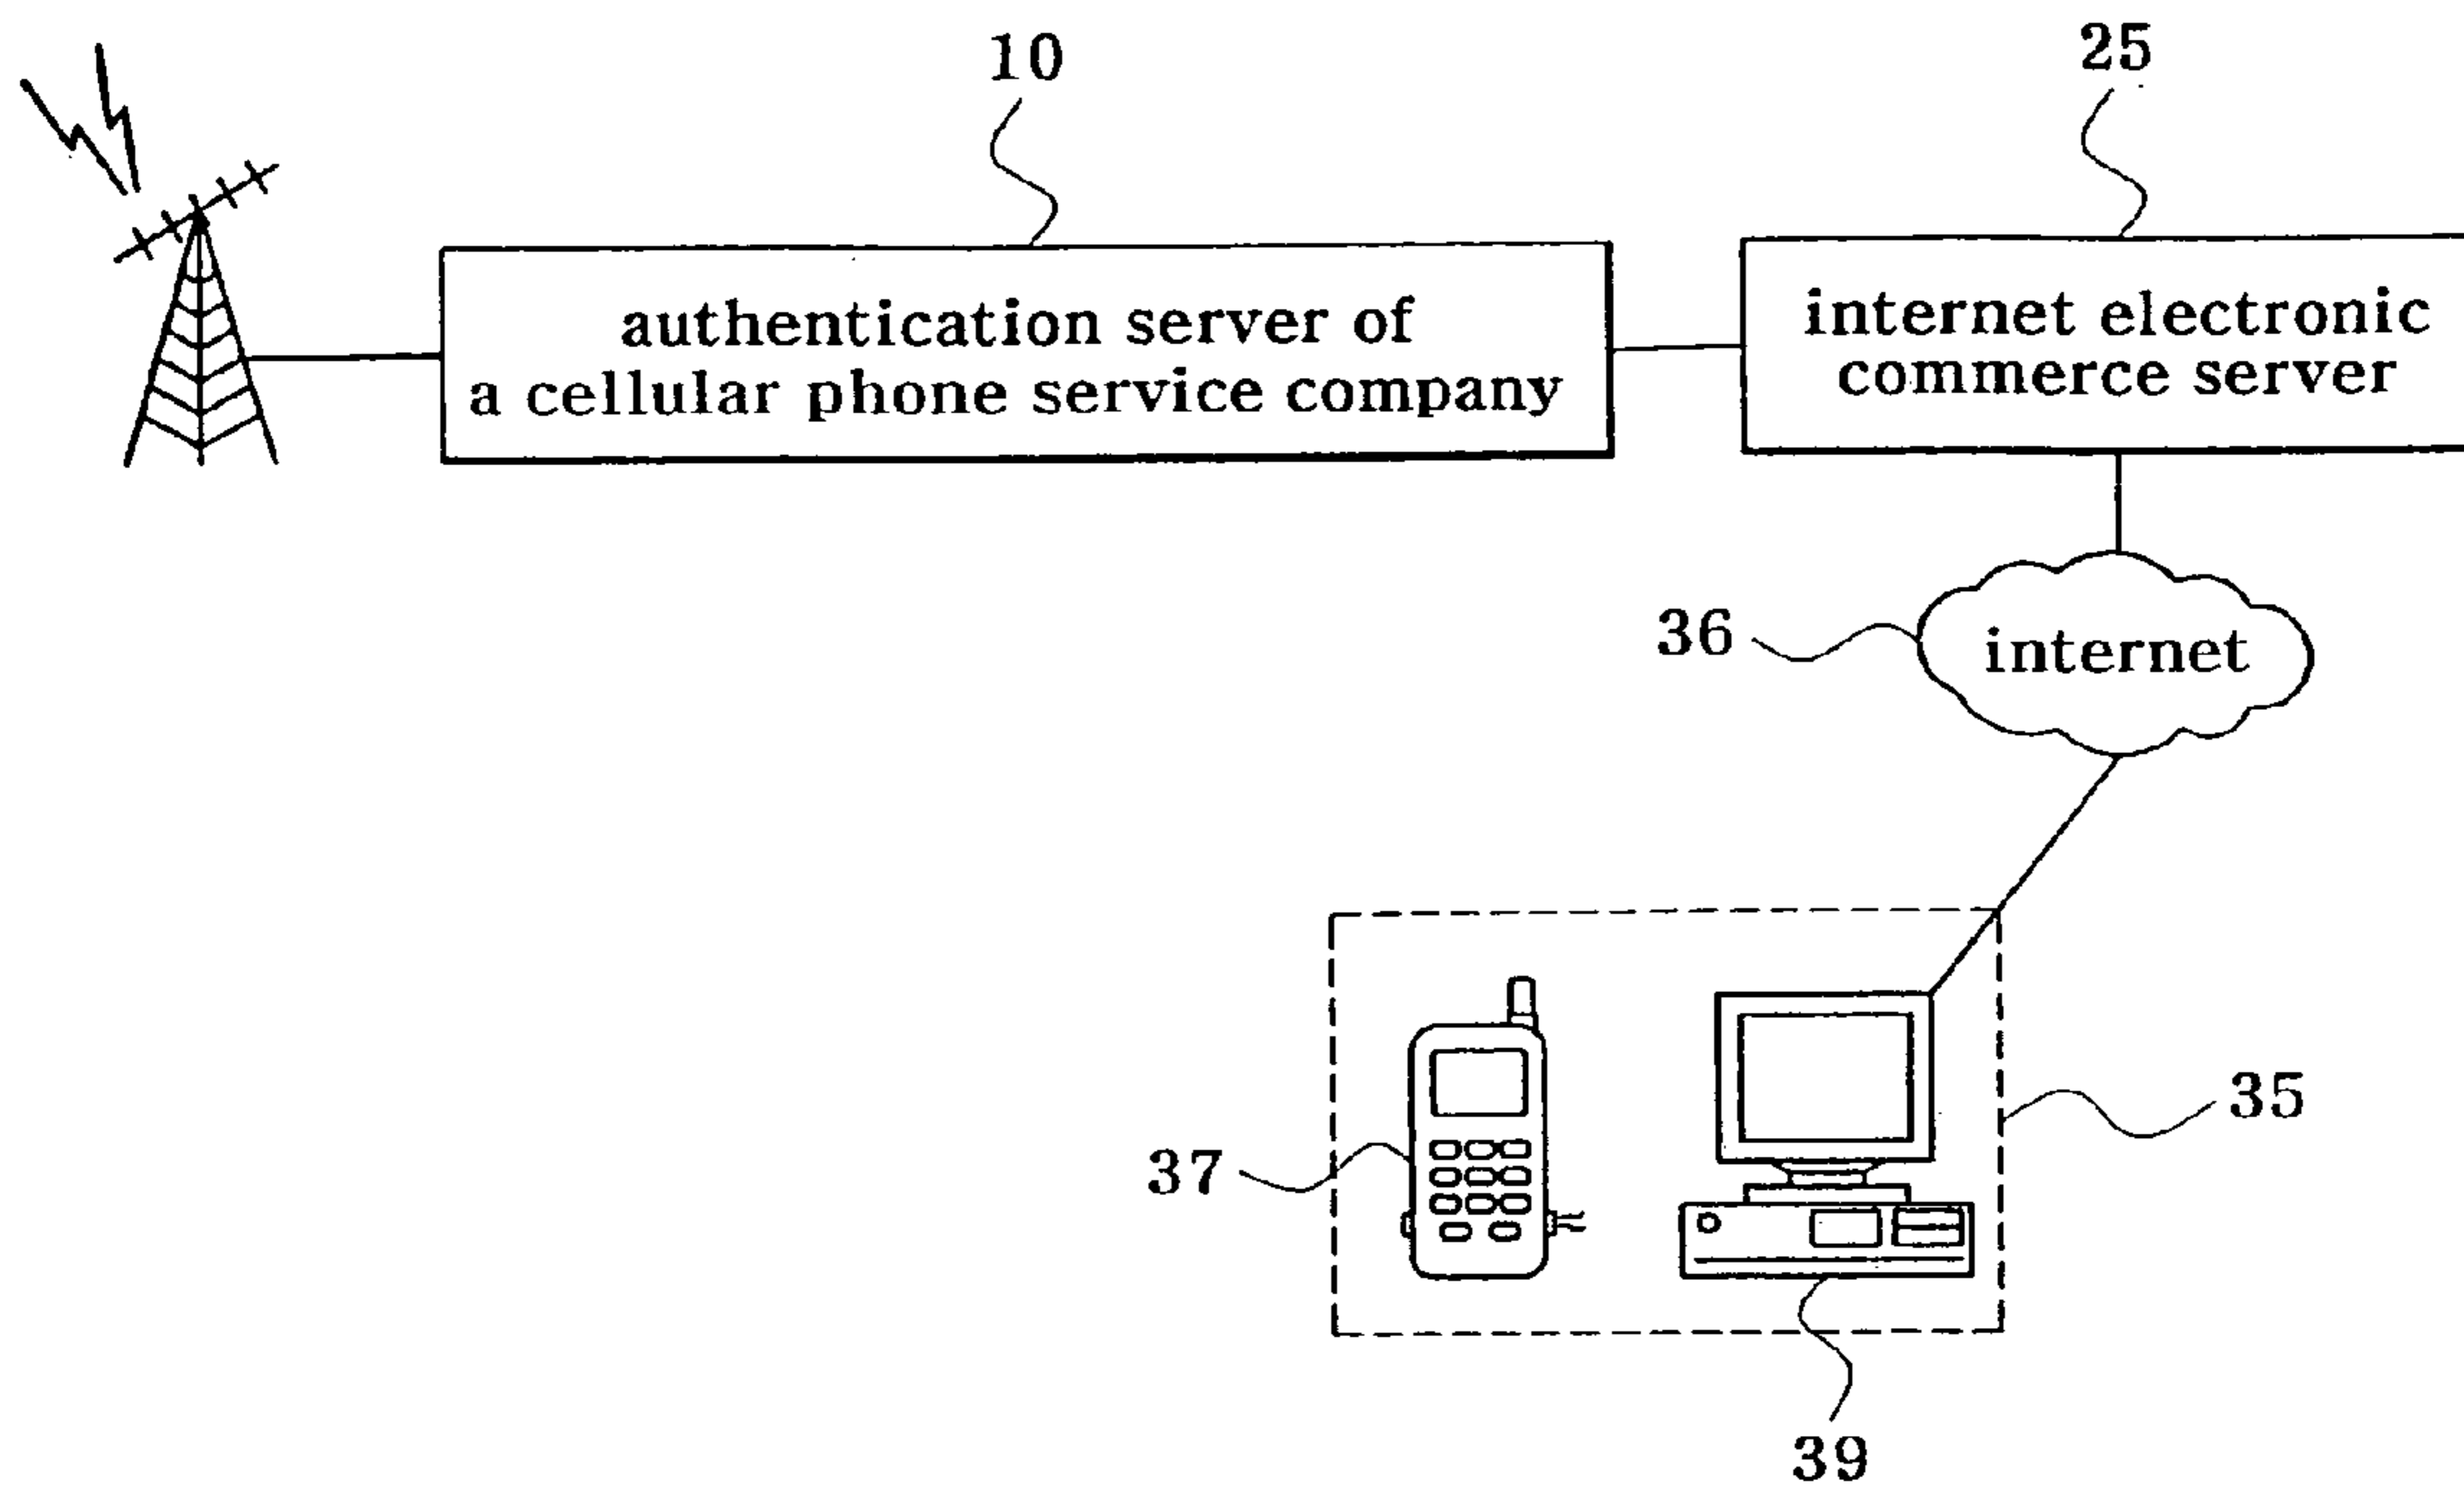 10
25
authentication server of
a cellular phone service company
internet electronic
commerce server
36
internet
35
37
39